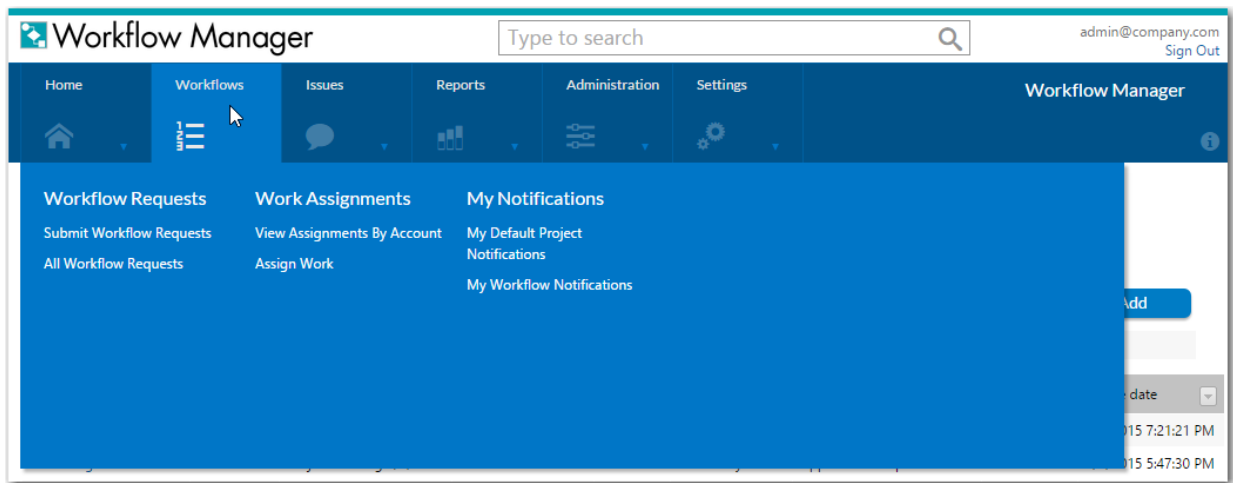 Workflow Manager
Type to search
admin@company.com
Sign Out
Home
Workflows
Issues
Reports
Administration
Settings
Workflow Manager
Workflow Requests
Work Assignments
My Notifications
Submit Workflow Requests
View Assignments By Account
My Default Project
Notifications
All Workflow Requests
Assign Work
My Workflow Notifications
Add
date
015 7:21:21 PM
015 5:47:30 PM